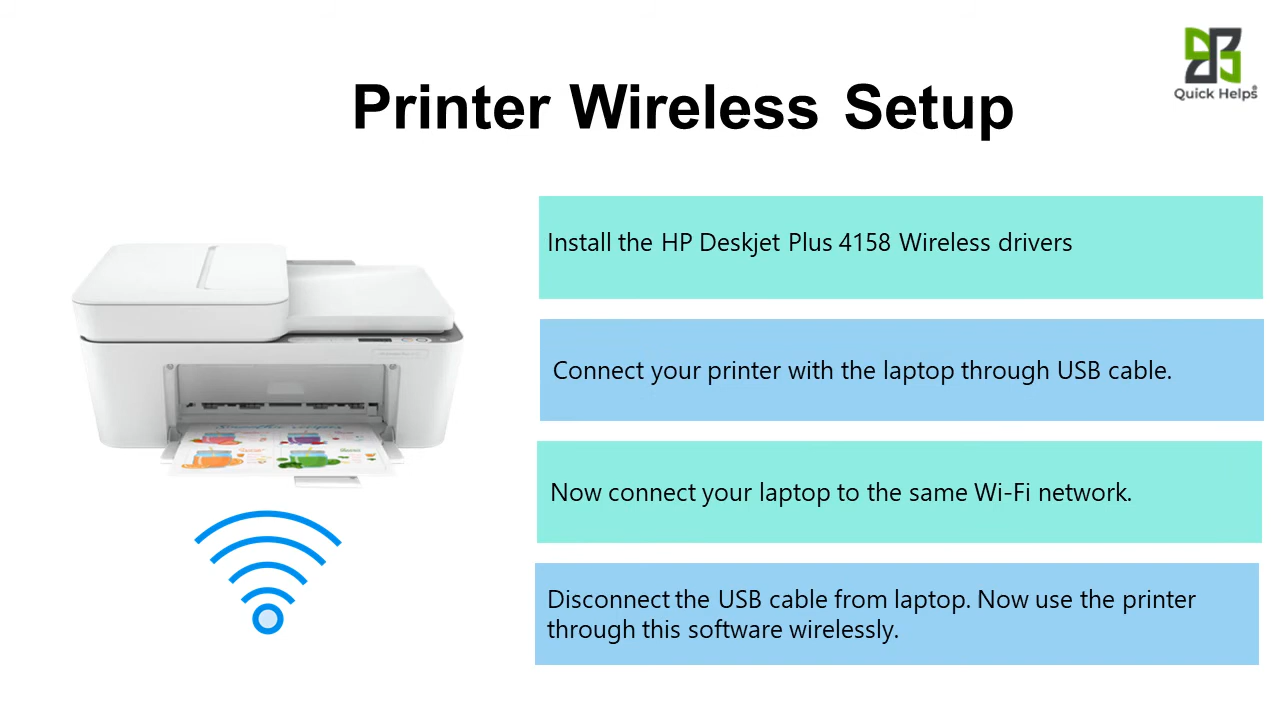 Quick Helps
Printer Wireless Setup
Install the HP Deskjet Plus 4158 Wireless drivers
Connect your printer with the laptop through USB cable.
Now connect your laptop to the same Wi-Fi network.
Disconnect the USB cable from laptop. Now use the printer
through this software wirelessly.